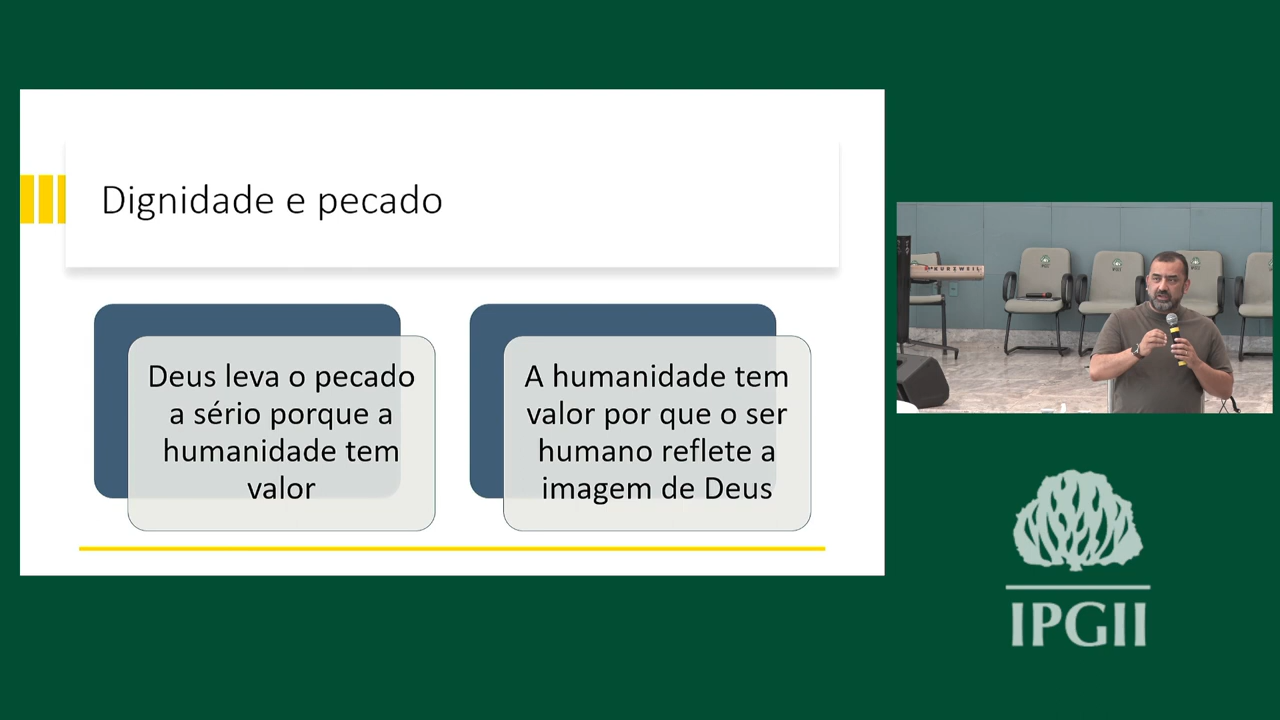 Dignidade e pecado
Deus leva o pecado
a sério porque a
humanidade tem
valor
A humanidade tem
valor por que o ser
humano reflete a
imagem de Deus
KURZWEIL
IPGII